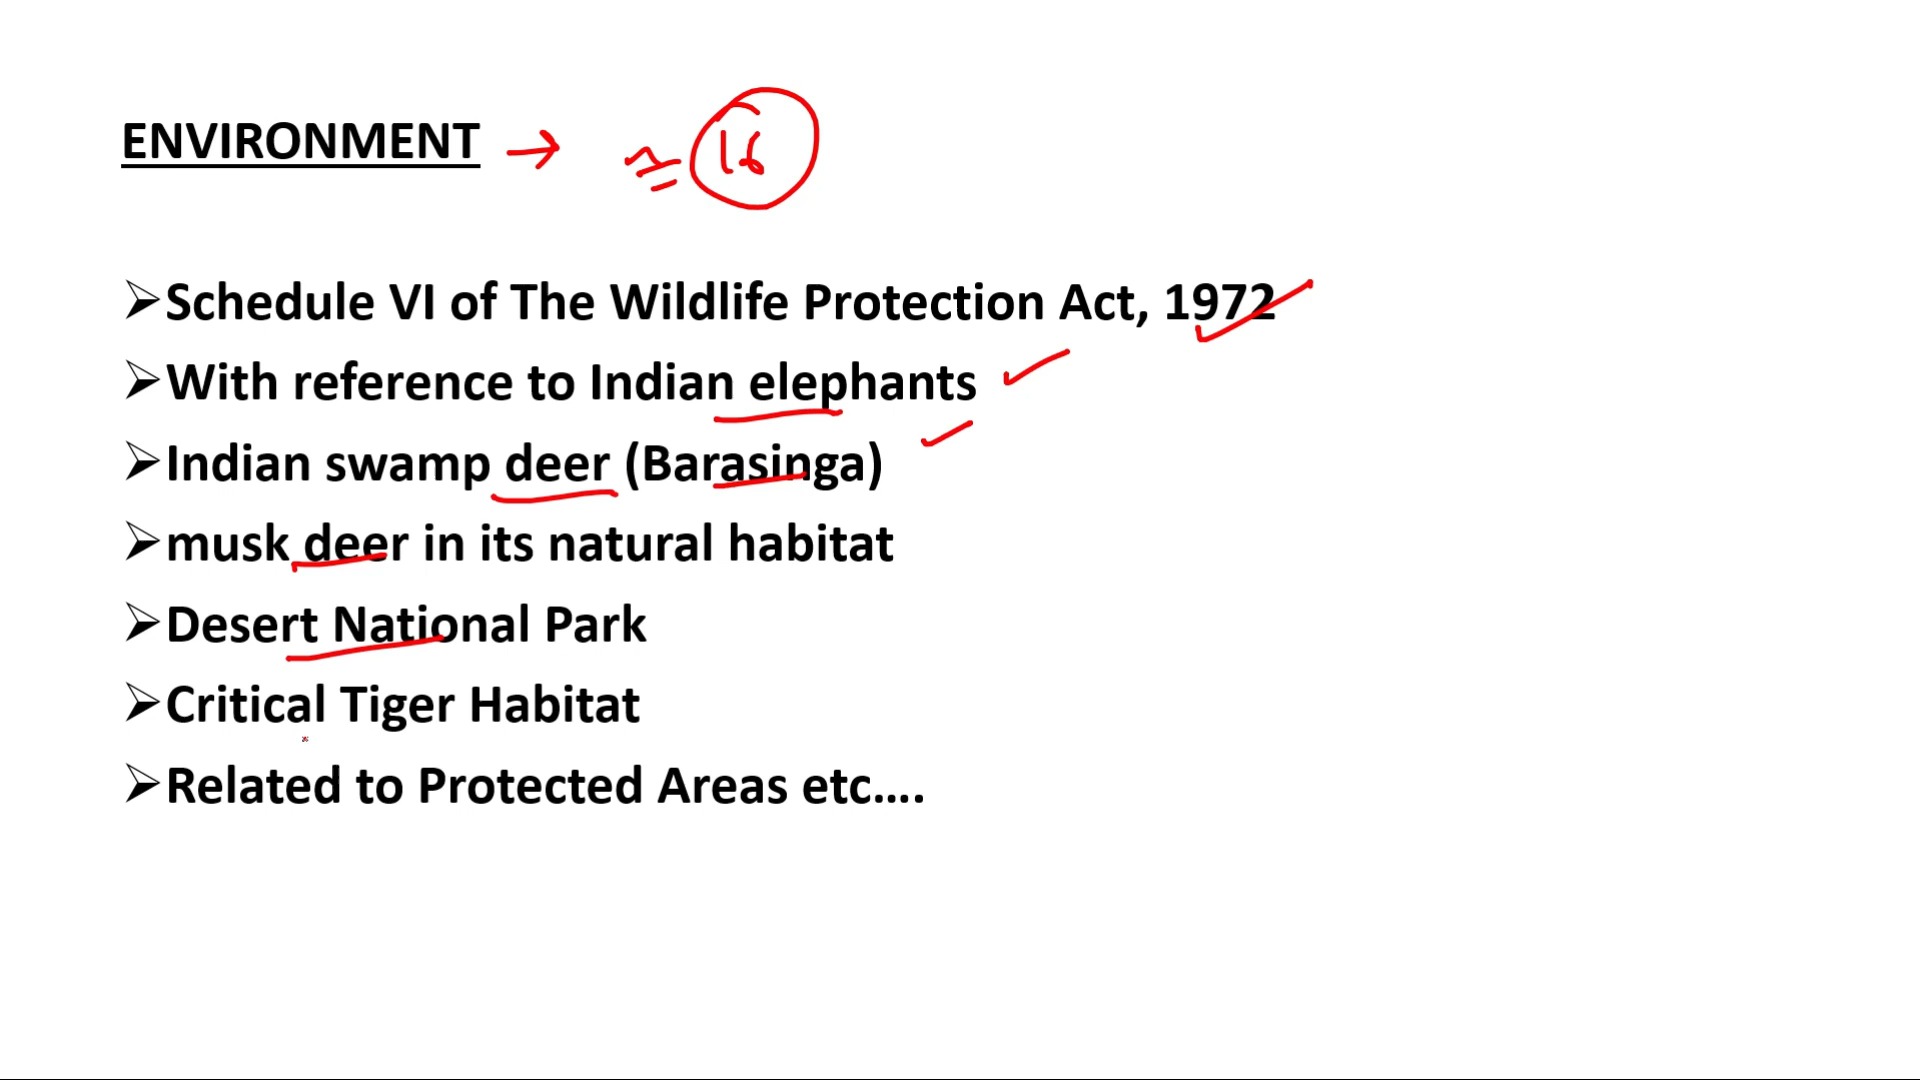 ENVIRONMENT → ≈ 16
➢Schedule VI of The Wildlife Protection Act, 1972
➢With reference to Indian elephants
➢Indian swamp deer (Barasinga)
➢musk deer in its natural habitat
➢Desert National Park
➢Critical Tiger Habitat
➢Related to Protected Areas etc....